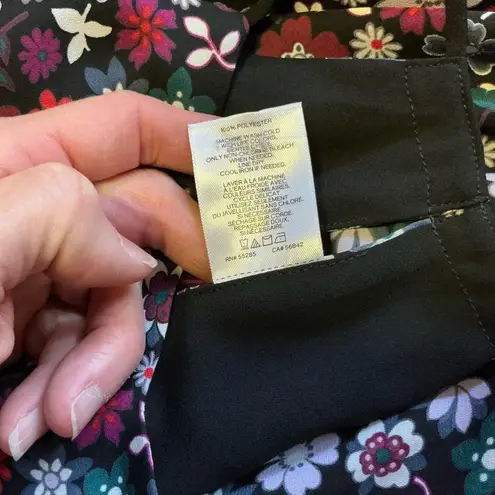 100% POLYESTER
MACHINE WASH COLD
WITH LIKE COLORS,
GENTLE CYCLE.
ONLY NON-CHLORINE BLEACH
WHEN NEEDED.
LINE DRY.
COOL IRON IF NEEDED.
LAVER À LA MACHINE
À L'EAU FROIDE AVEC
COULEURS SIMILAIRES,
CYCLE DÉLICAT.
UTILISEZ SEULEMENT
DU JAVELLISANT SANS CHLORE,
SI NÉCESSAIRE.
SÉCHAGE SUR CORDE.
REPASSAGE DOUX,
SI NÉCESSAIRE.
RN# 55285 CA# 56842